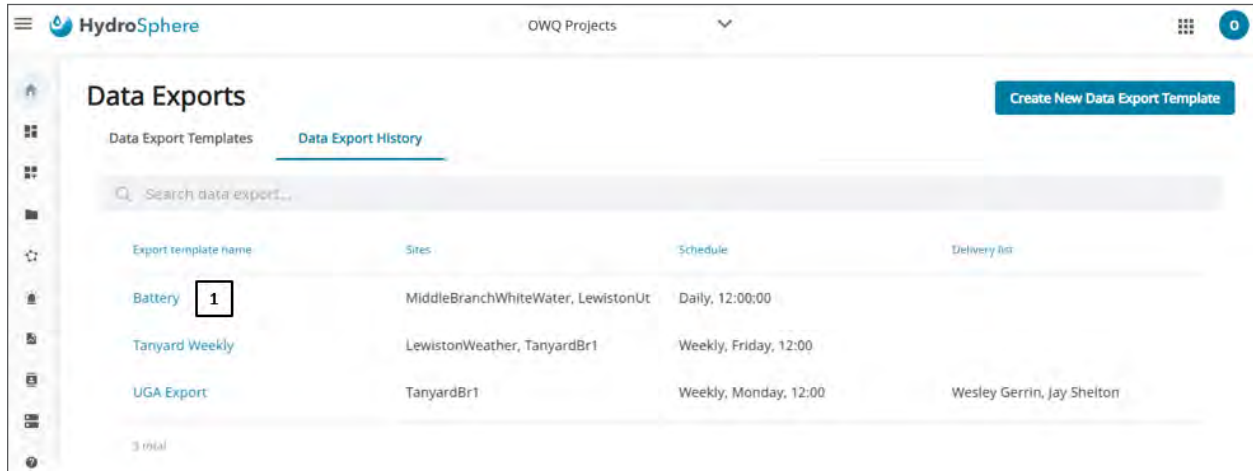 HydroSphere OWQ Projects O
Data Exports
Create New Data Export Template
Data Export Templates Data Export History
Search data export...
Export template name Sites Schedule Delivery list
Battery 1 MiddleBranchWhiteWater, LewistonUt Daily, 12:00:00
Tanyard Weekly LewistonWeather, TanyardBr1 Weekly, Friday, 12:00
UGA Export TanyardBr1 Weekly, Monday, 12:00 Wesley Gerrin, Jay Shelton
3 total